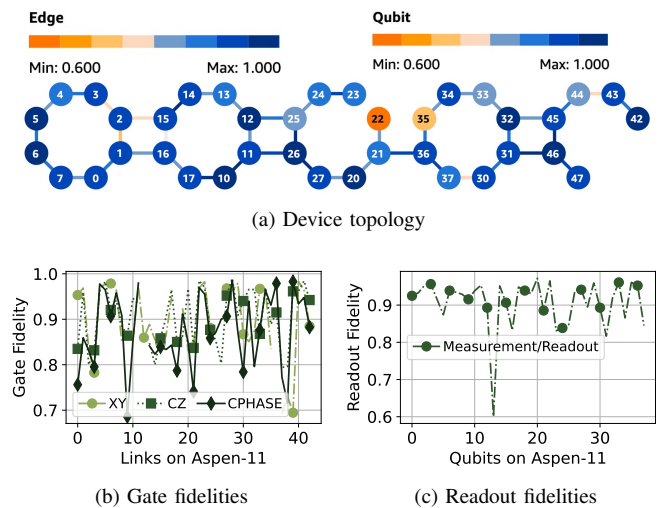 Edge
Qubit
Min: 0.600 Max: 1.000
Min: 0.600 Max: 1.000
4 3 14 13 24 23 34 33 44 43
5 2 15 12 25 22 35 32 45 42
6 1 16 11 26 21 36 31 46
7 0 17 10 27 20 37 30 47
(a) Device topology
1.0
0.9
0.8
0.7
Gate Fidelity
XY CZ CPHASE
0 10 20 30 40
Links on Aspen-11
(b) Gate fidelities
0.9
0.8
0.7
0.6
Readout Fidelity
Measurement/Readout
0 10 20 30
Qubits on Aspen-11
(c) Readout fidelities